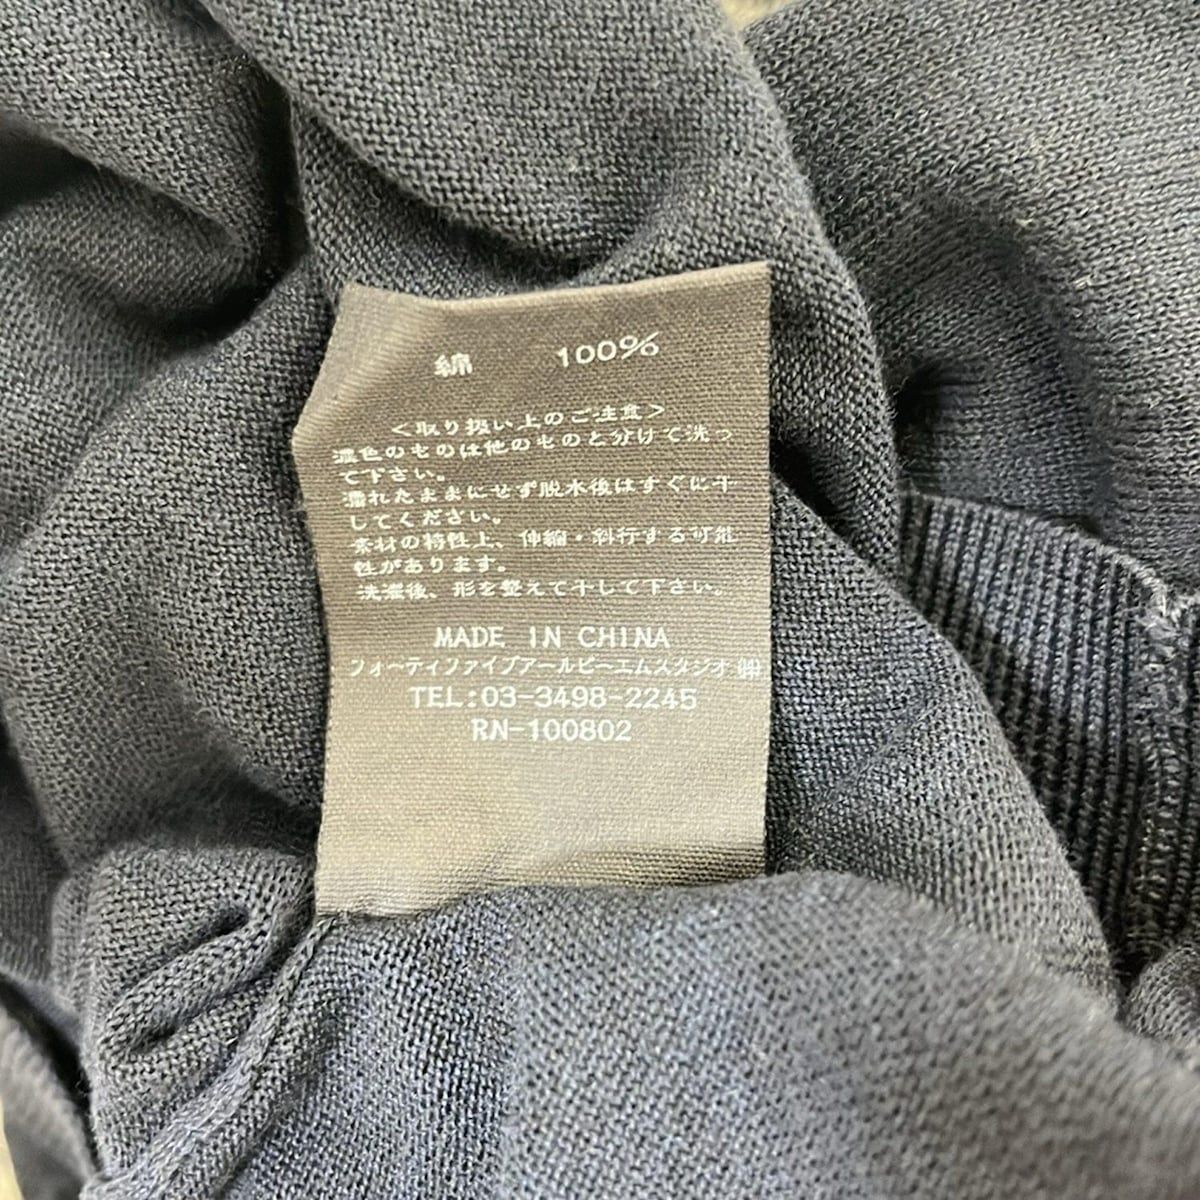 綿 100%
<取り扱い上のご注意>
濃色のものは他のものと分けて洗っ
て下さい。
濡れたままにせず脱水後はすぐに干
してください。
素材の特性上、伸縮・斜行する可能
性があります。
洗濯後、形を整えて干して下さい。
MADE IN CHINA
フォーティファイブアールピーエムスタジオ㈱
TEL:03-3498-2245
RN-100802